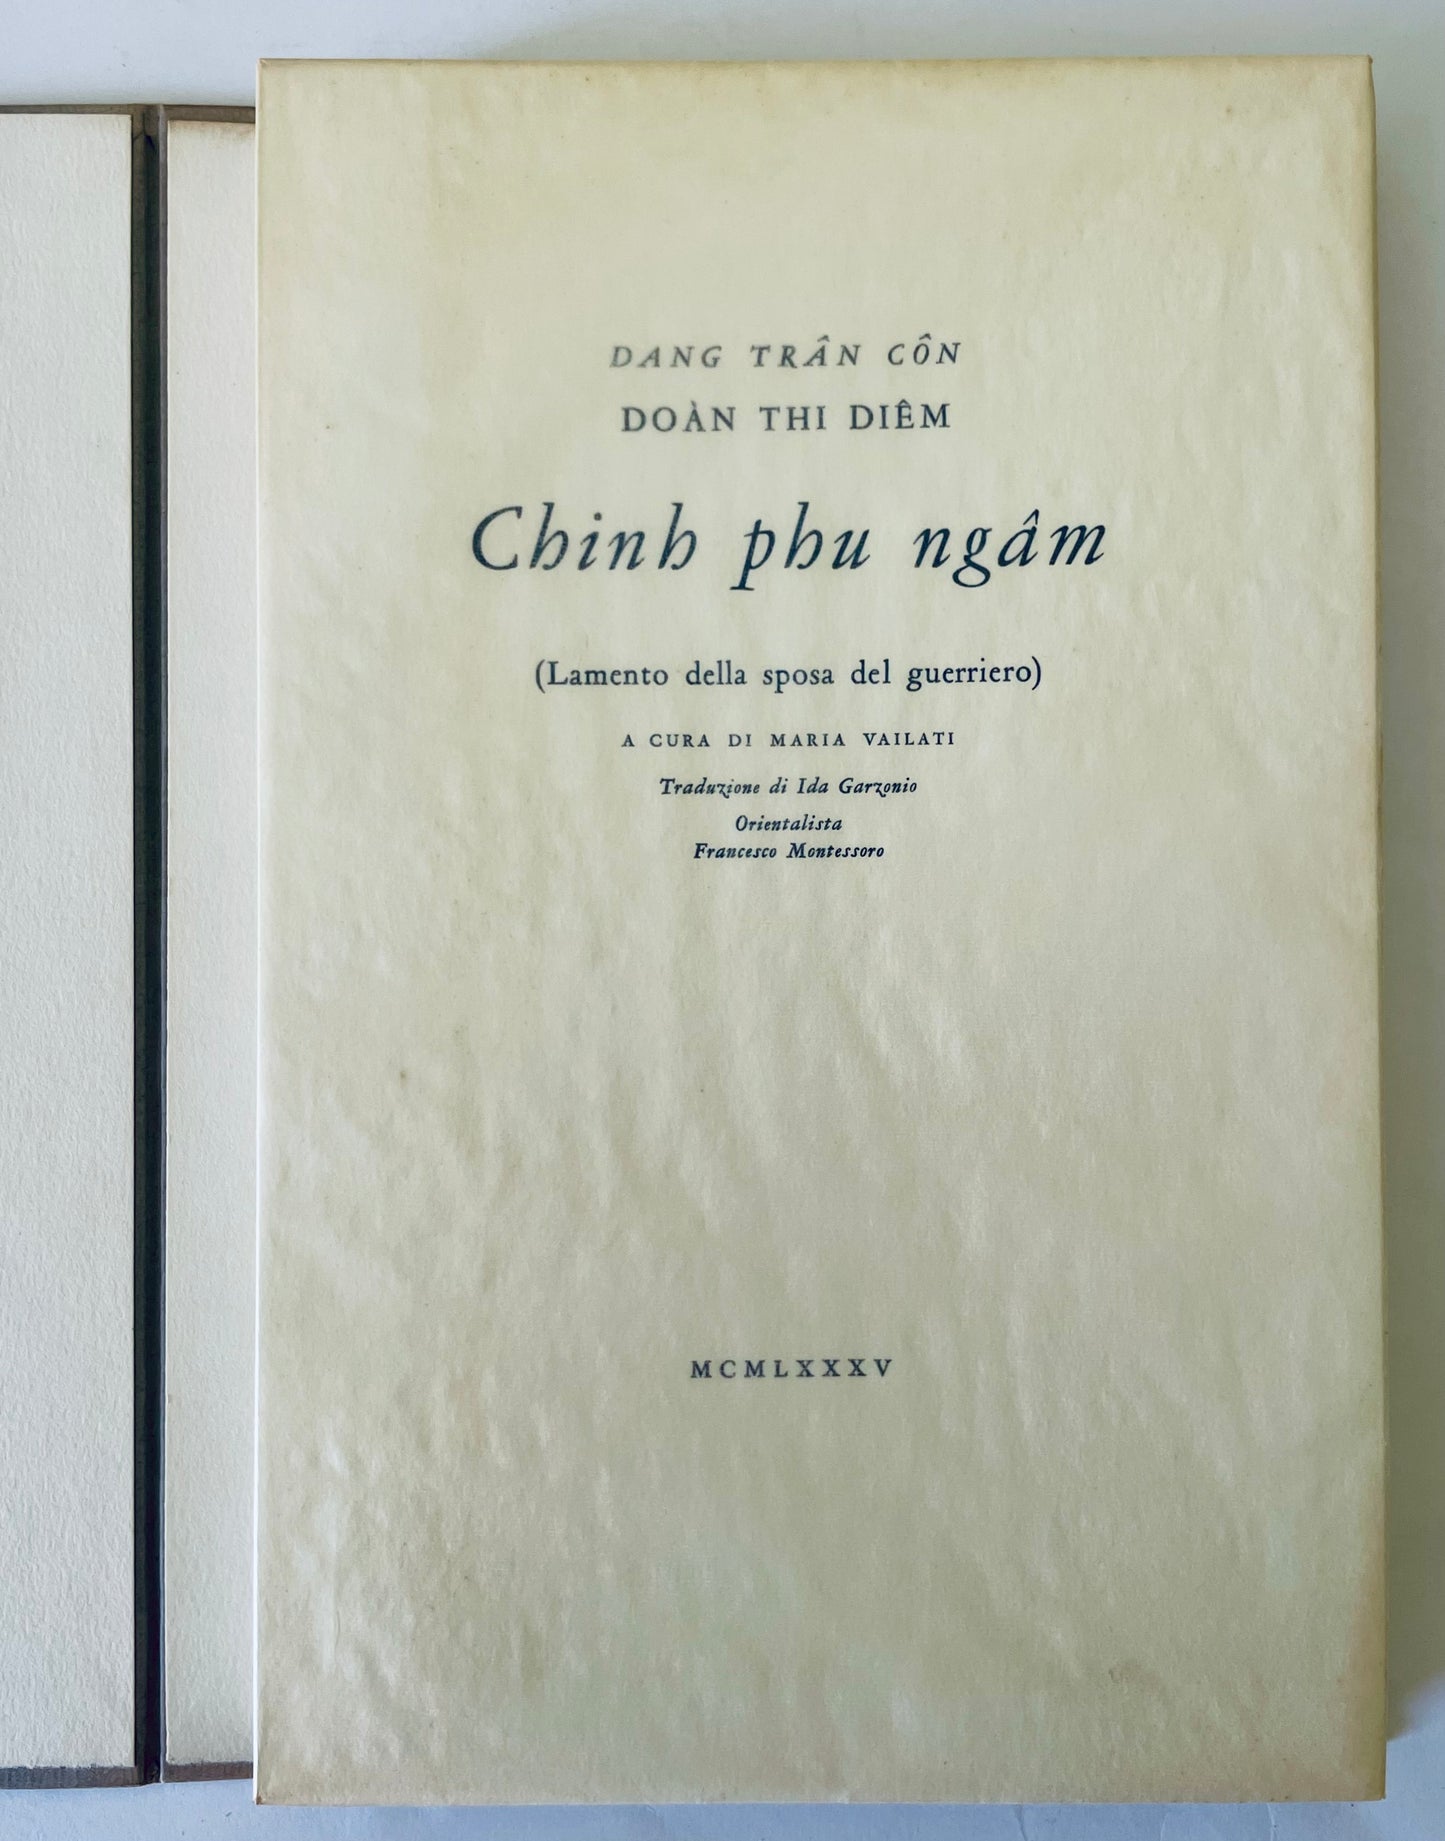 DANG TRÂN CÔN
DOÀN THI DIÊM
Chinh phu ngâm
(Lamento della sposa del guerriero)
A CURA DI MARIA VAILATI
Traduzione di Ida Garzonio
Orientalista
Francesco Montessoro
MCMLXXXV